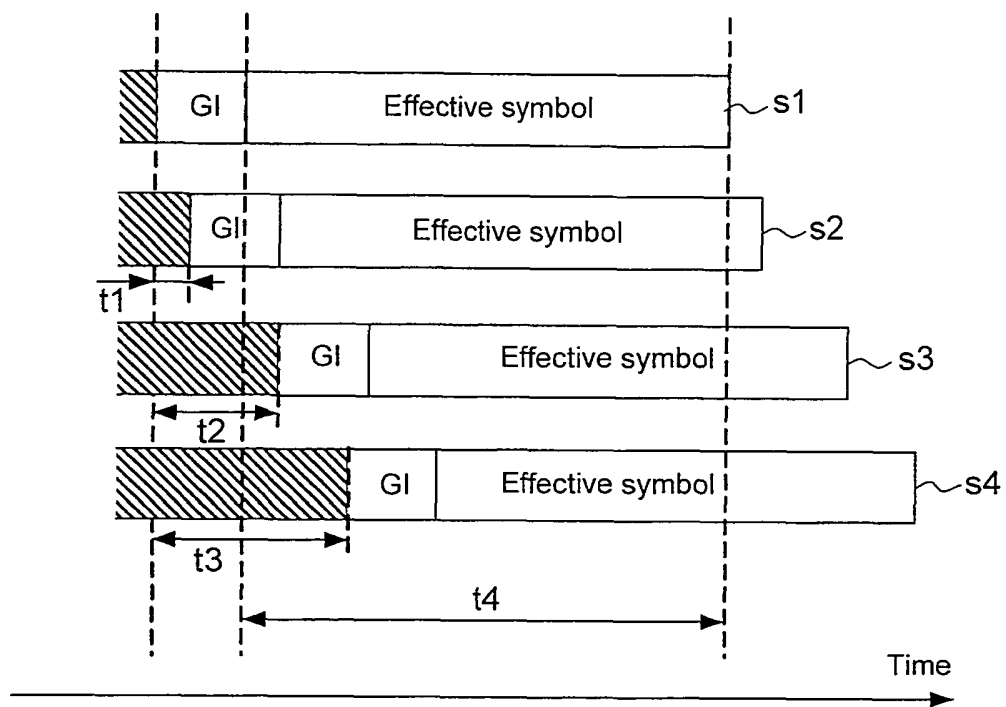 GI Effective symbol s1
GI Effective symbol s2
t1
GI Effective symbol s3
t2
GI Effective symbol s4
t3
t4
Time